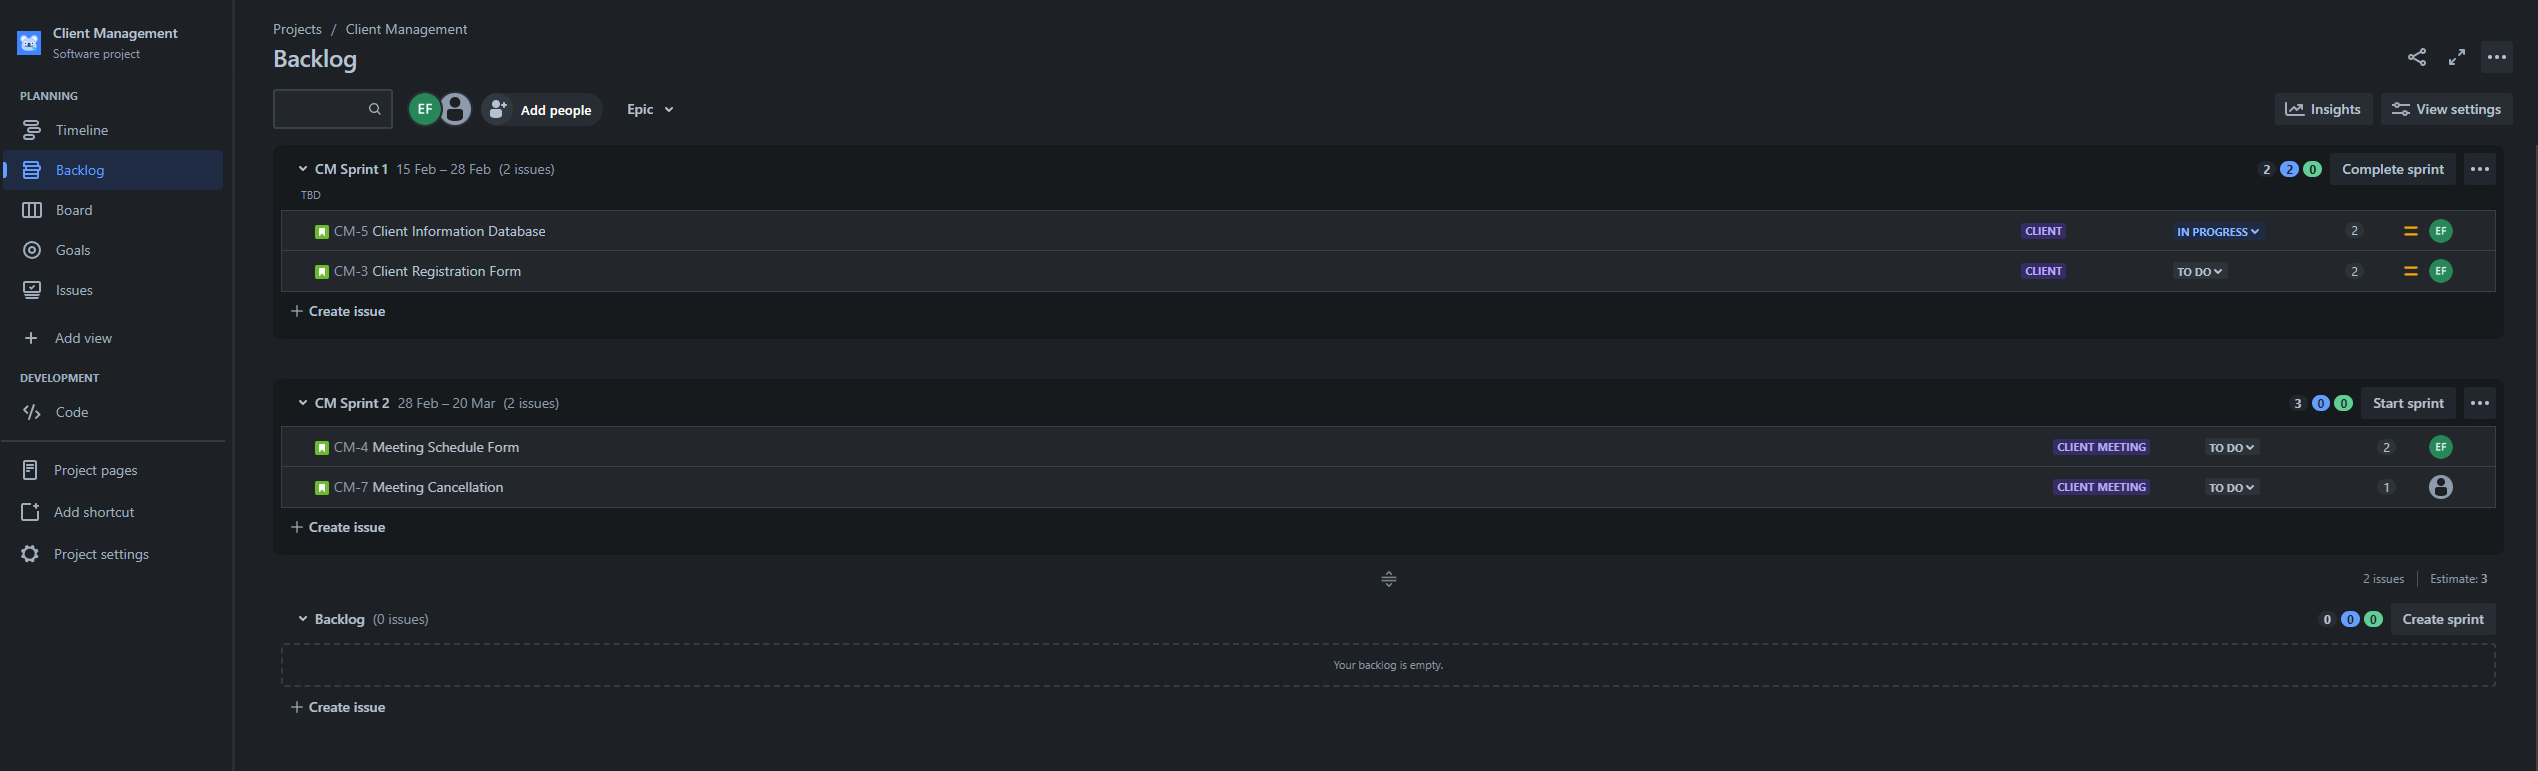 Client Management
Software project
PLANNING
Timeline
Backlog
Board
Goals
Issues
Add view
DEVELOPMENT
Code
Project pages
Add shortcut
Project settings
Projects / Client Management
Backlog
EF Add people Epic Insights View settings
CM Sprint 1 15 Feb – 28 Feb (2 issues) 2 2 0 Complete sprint
TBD
CM-5 Client Information Database CLIENT IN PROGRESS 2 EF
CM-3 Client Registration Form CLIENT TO DO 2 EF
Create issue
CM Sprint 2 28 Feb – 20 Mar (2 issues) 3 0 0 Start sprint
CM-4 Meeting Schedule Form CLIENT MEETING TO DO 2 EF
CM-7 Meeting Cancellation CLIENT MEETING TO DO 1
Create issue
2 issues Estimate: 3
Backlog (0 issues) 0 0 0 Create sprint
Your backlog is empty.
Create issue